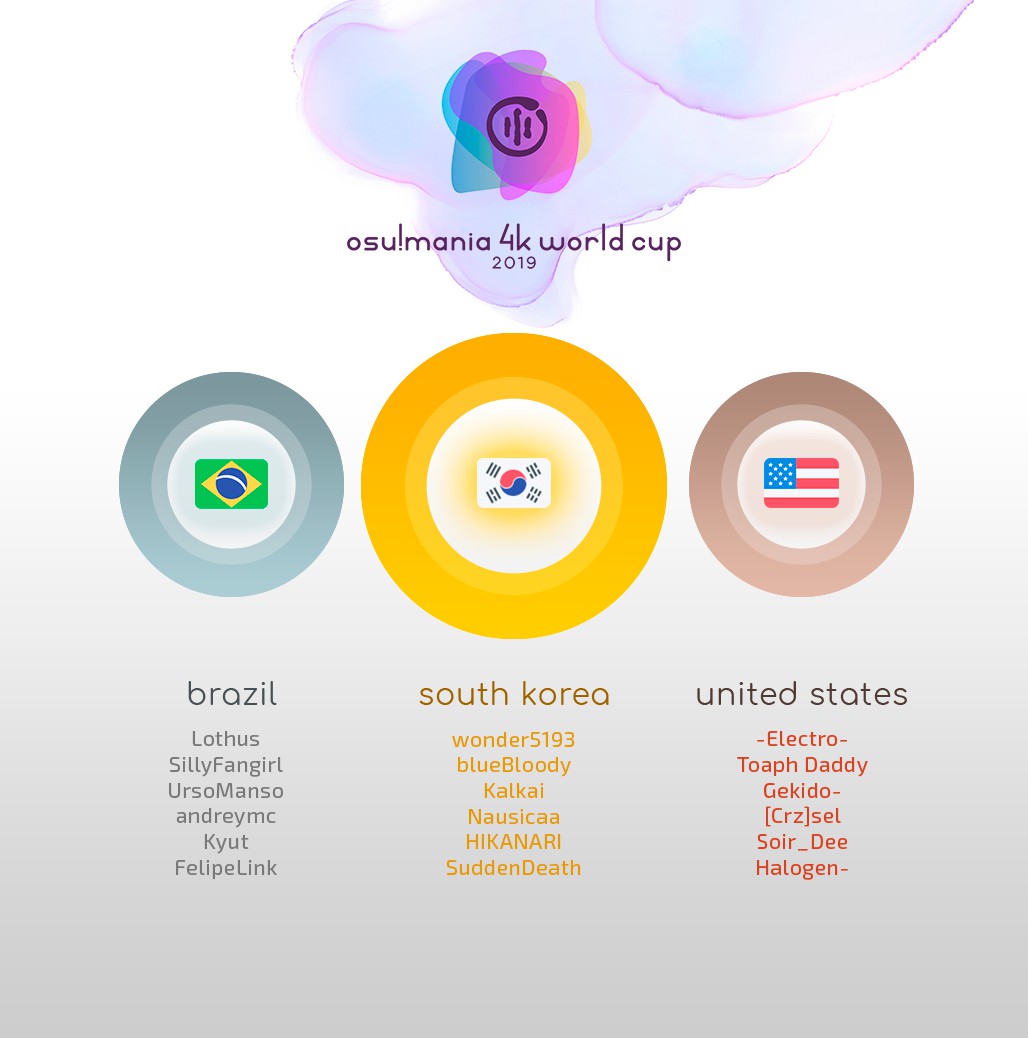 osu!mania 4k world cup
2019
brazil
Lothus
SillyFangirl
UrsoManso
andreymc
Kyut
FelipeLink
south korea
wonder5193
blueBloody
Kalkai
Nausicaa
HIKANARI
SuddenDeath
united states
-Electro-
Toaph Daddy
Gekido-
[Crz]sel
Soir_Dee
Halogen-